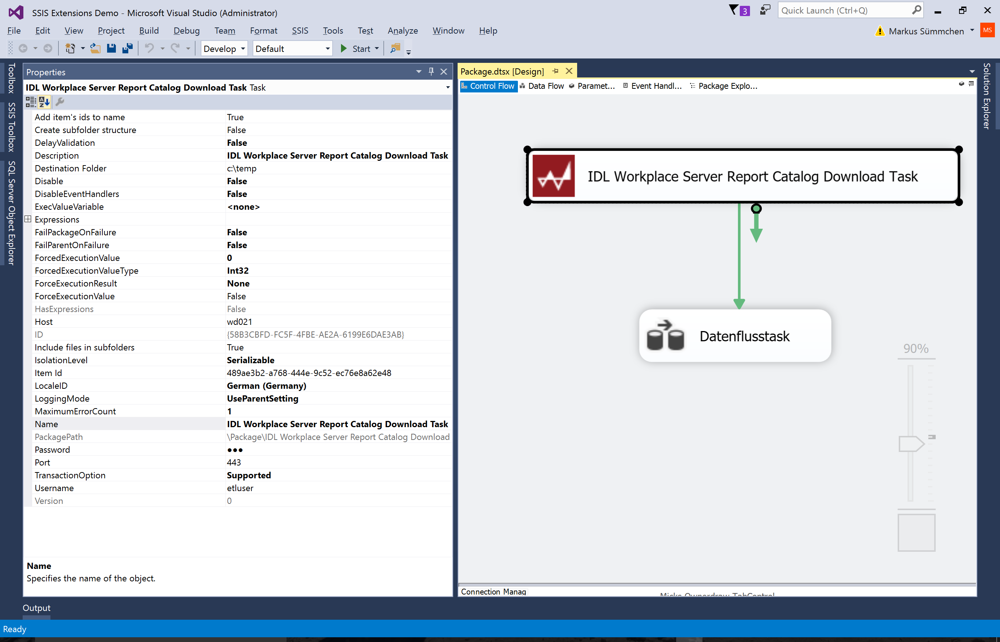 SSIS Extensions Demo - Microsoft Visual Studio (Administrator)
3
Quick Launch (Ctrl+Q)
File Edit View Project Build Debug Team Format SSIS Tools Test Analyze Window Help
Markus Sümmchen
MS
Develop Default Start
Toolbox
SSIS Toolbox
SQL Server Object Explorer
Properties
IDL Workplace Server Report Catalog Download Task Task
Add item's ids to name True
Create subfolder structure False
DelayValidation False
Description IDL Workplace Server Report Catalog Download Task
Destination Folder c:\temp
Disable False
DisableEventHandlers False
ExecValueVariable <none>
Expressions
FailPackageOnFailure False
FailParentOnFailure False
ForcedExecutionValue 0
ForcedExecutionValueType Int32
ForceExecutionResult None
ForceExecutionValue False
HasExpressions False
Host wd021
ID {58B3CBFD-FC5F-4FBE-AE2A-6199E6DAE3AB}
Include files in subfolders True
IsolationLevel Serializable
Item Id 489ae3b2-a768-444e-9c52-ec76e8a62e48
LocaleID German (Germany)
LoggingMode UseParentSetting
MaximumErrorCount 1
Name IDL Workplace Server Report Catalog Download Task
PackagePath \Package\IDL Workplace Server Report Catalog Download
Password ●●●
Port 443
TransactionOption Supported
Username etluser
Version 0
Name
Specifies the name of the object.
Package.dtsx [Design]
Control Flow Data Flow Paramet... Event Handl... Package Explo...
IDL Workplace Server Report Catalog Download Task
Datenflusstask
90%
Connection Manag
Micks Ownerdraw TabControl
Solution Explorer
Output
Ready